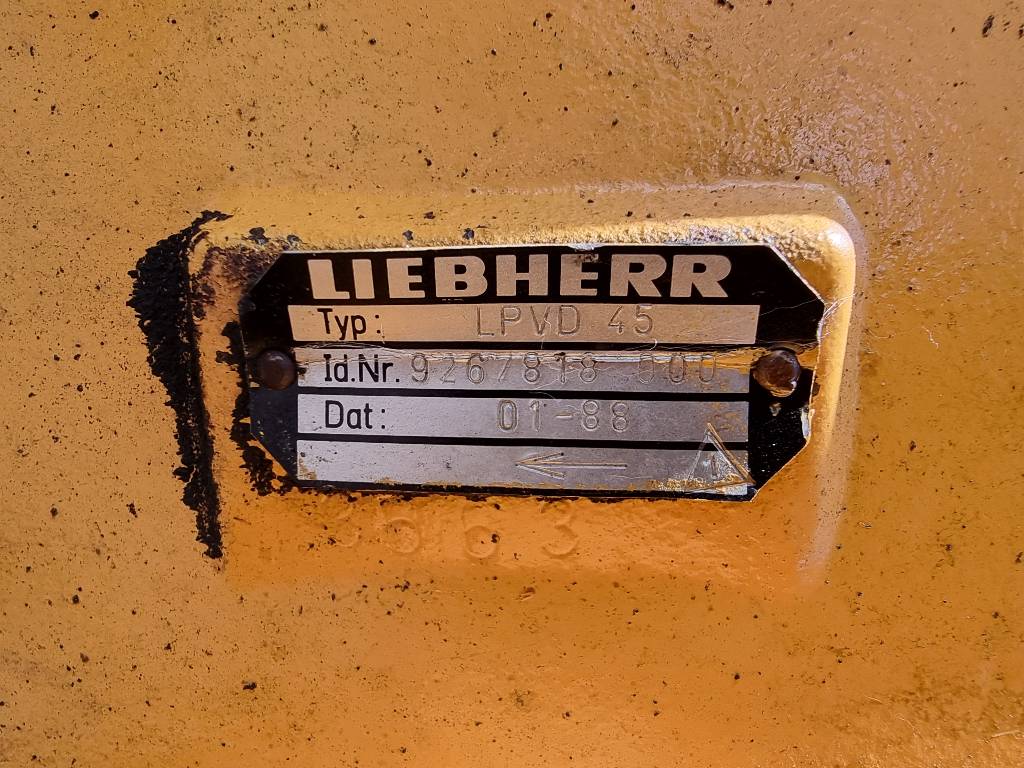 LIEBHERR
Typ: LPVD 45
Id.Nr. 9267818 000
Dat: 01-88